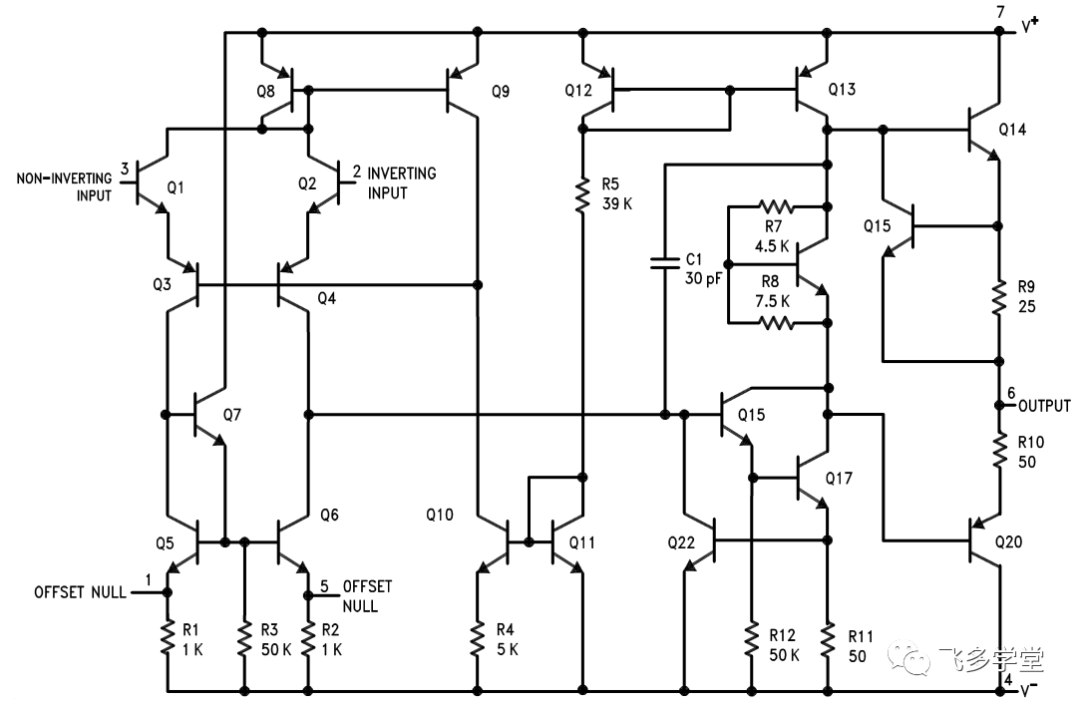 7
V+
Q8
Q9
Q12
Q13
Q14
3
NON-INVERTING
INPUT
Q1
Q2
2
INVERTING
INPUT
R5
39 K
Q15
R7
4.5 K
C1
30 pF
R8
7.5 K
Q3
Q4
R9
25
Q7
Q15
6
OUTPUT
R10
50
Q17
Q5
Q6
Q10
Q11
Q22
Q20
OFFSET NULL
1
5
OFFSET
NULL
R1
1 K
R3
50 K
R2
1 K
R4
5 K
R12
50 K
R11
50
飞多学堂
4
V-